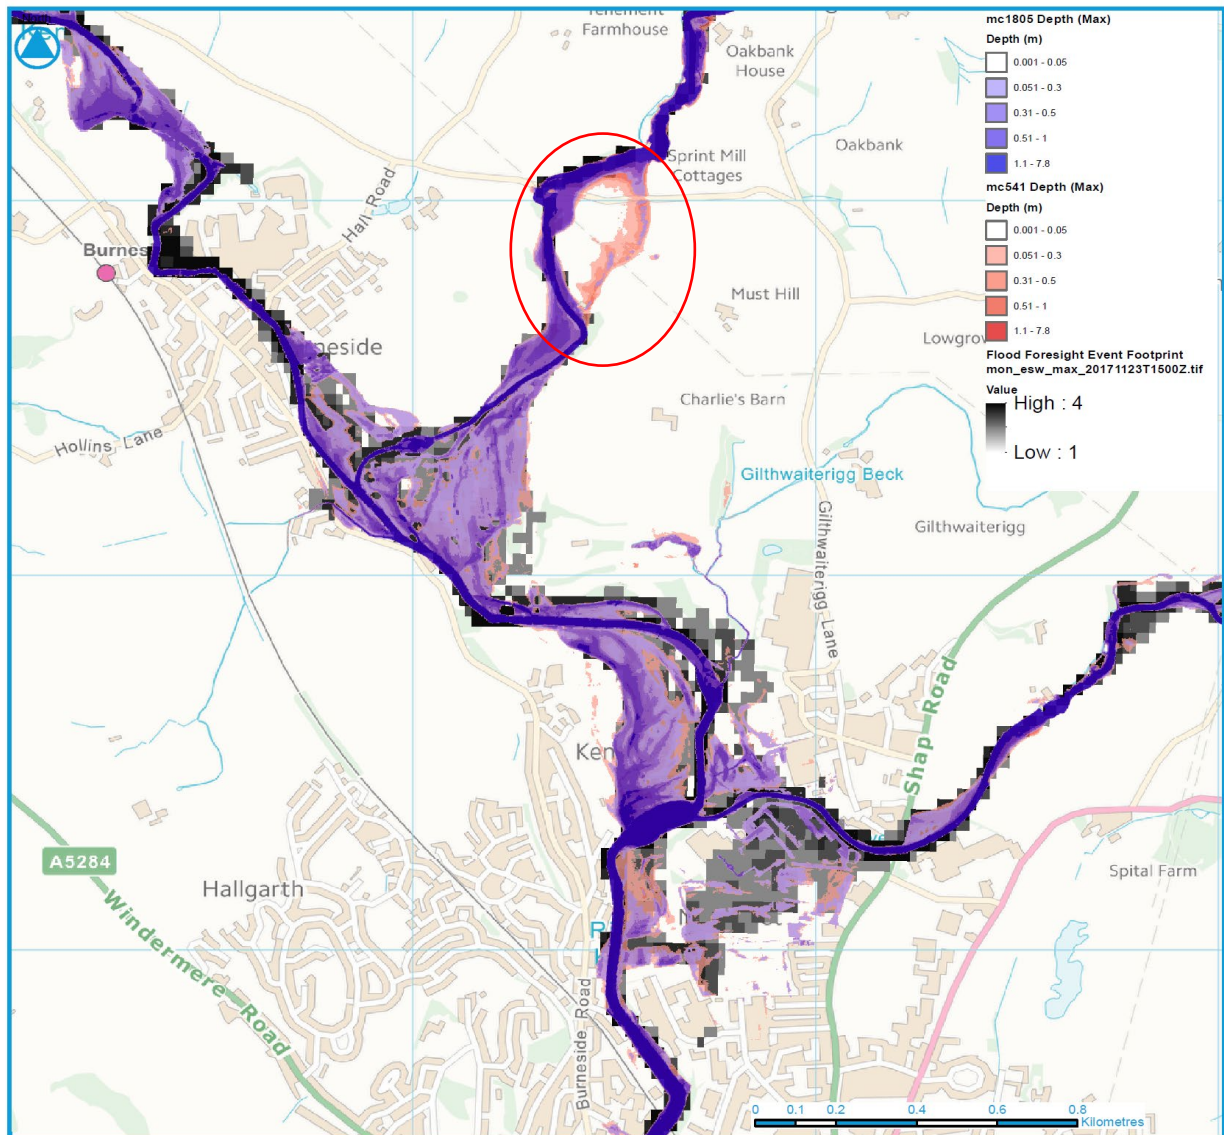 Ken
Tenement
Farmhouse
Oakbank
House
Sprint Mill
Cottages
Oakbank
Hall Road
Burnes
neside
Must Hill
Lowgrov
Charlie's Barn
Hollins Lane
Gilthwaiterigg Beck
Gilthwaiterigg
Gilthwaiterigg Lane
Shap Road
Ken
A5284
Hallgarth
Windermere Road
Spital Farm
Burneside Road
mc1805 Depth (Max)
Depth (m)
0.001 - 0.05
0.051 - 0.3
0.31 - 0.5
0.51 - 1
1.1 - 7.8
mc541 Depth (Max)
Depth (m)
0.001 - 0.05
0.051 - 0.3
0.31 - 0.5
0.51 - 1
1.1 - 7.8
Flood Foresight Event Footprint
mon_esw_max_20171123T1500Z.tif
Value
High : 4
Low : 1
0 0.1 0.2 0.4 0.6 0.8
Kilometres